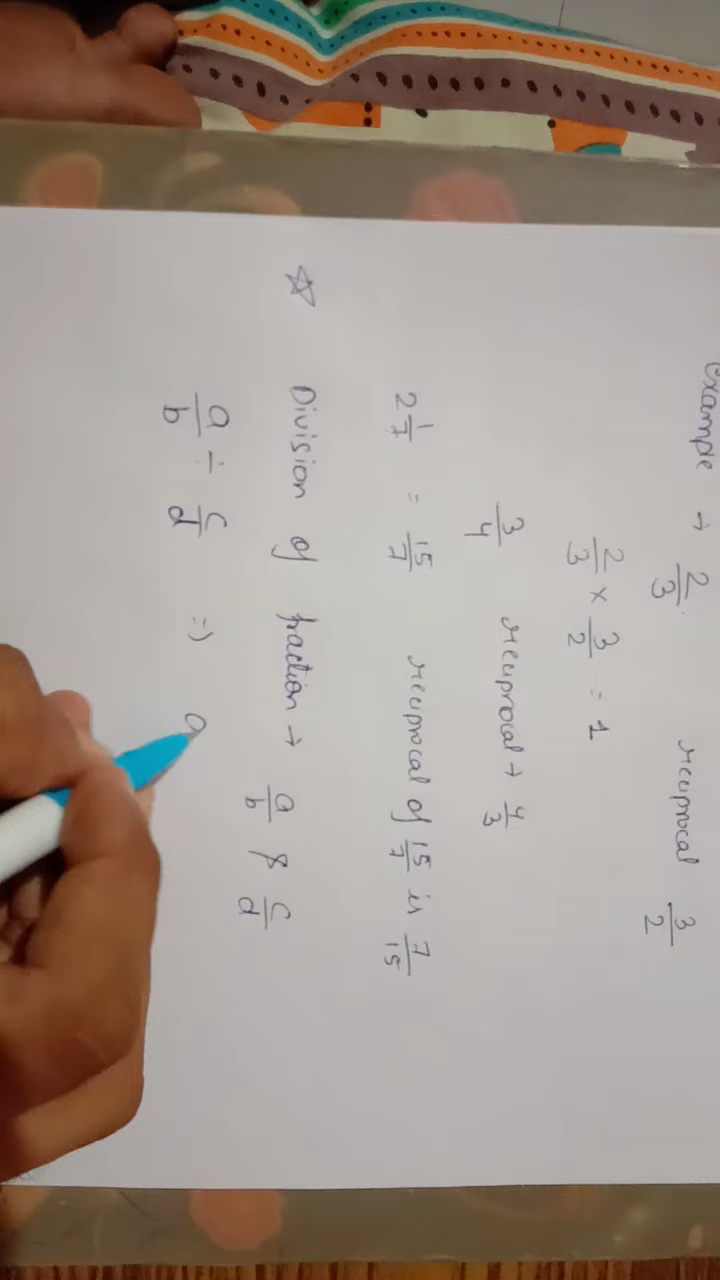 example → 2/3 reciprocal 3/2
2/3 × 3/2 = 1
3/4 reciprocal → 4/3
2 1/7 = 15/7 reciprocal of 15/7 is 7/15
☆ Division of fraction → a/b & c/d
a/b ÷ c/d => a